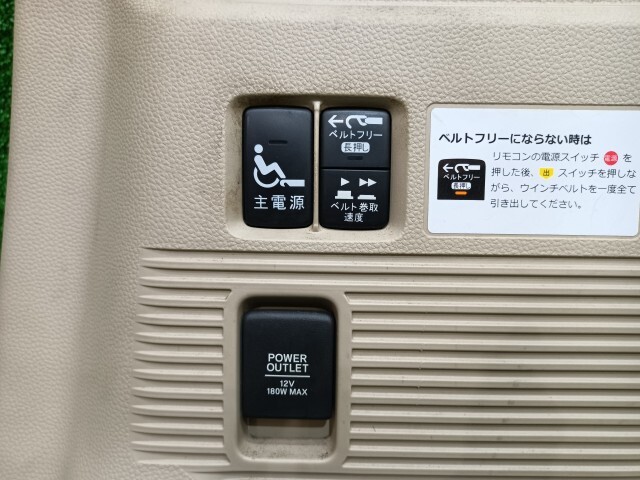 主電源
ベルトフリー
長押し
ベルト巻取
速度
ベルトフリーにならない時は
ベルトフリー
長押し
リモコンの電源スイッチ 電源 を
押した後、 出 スイッチを押しな
がら、ウインチベルトを一度全て
引き出してください。
POWER
OUTLET
12V
180W MAX